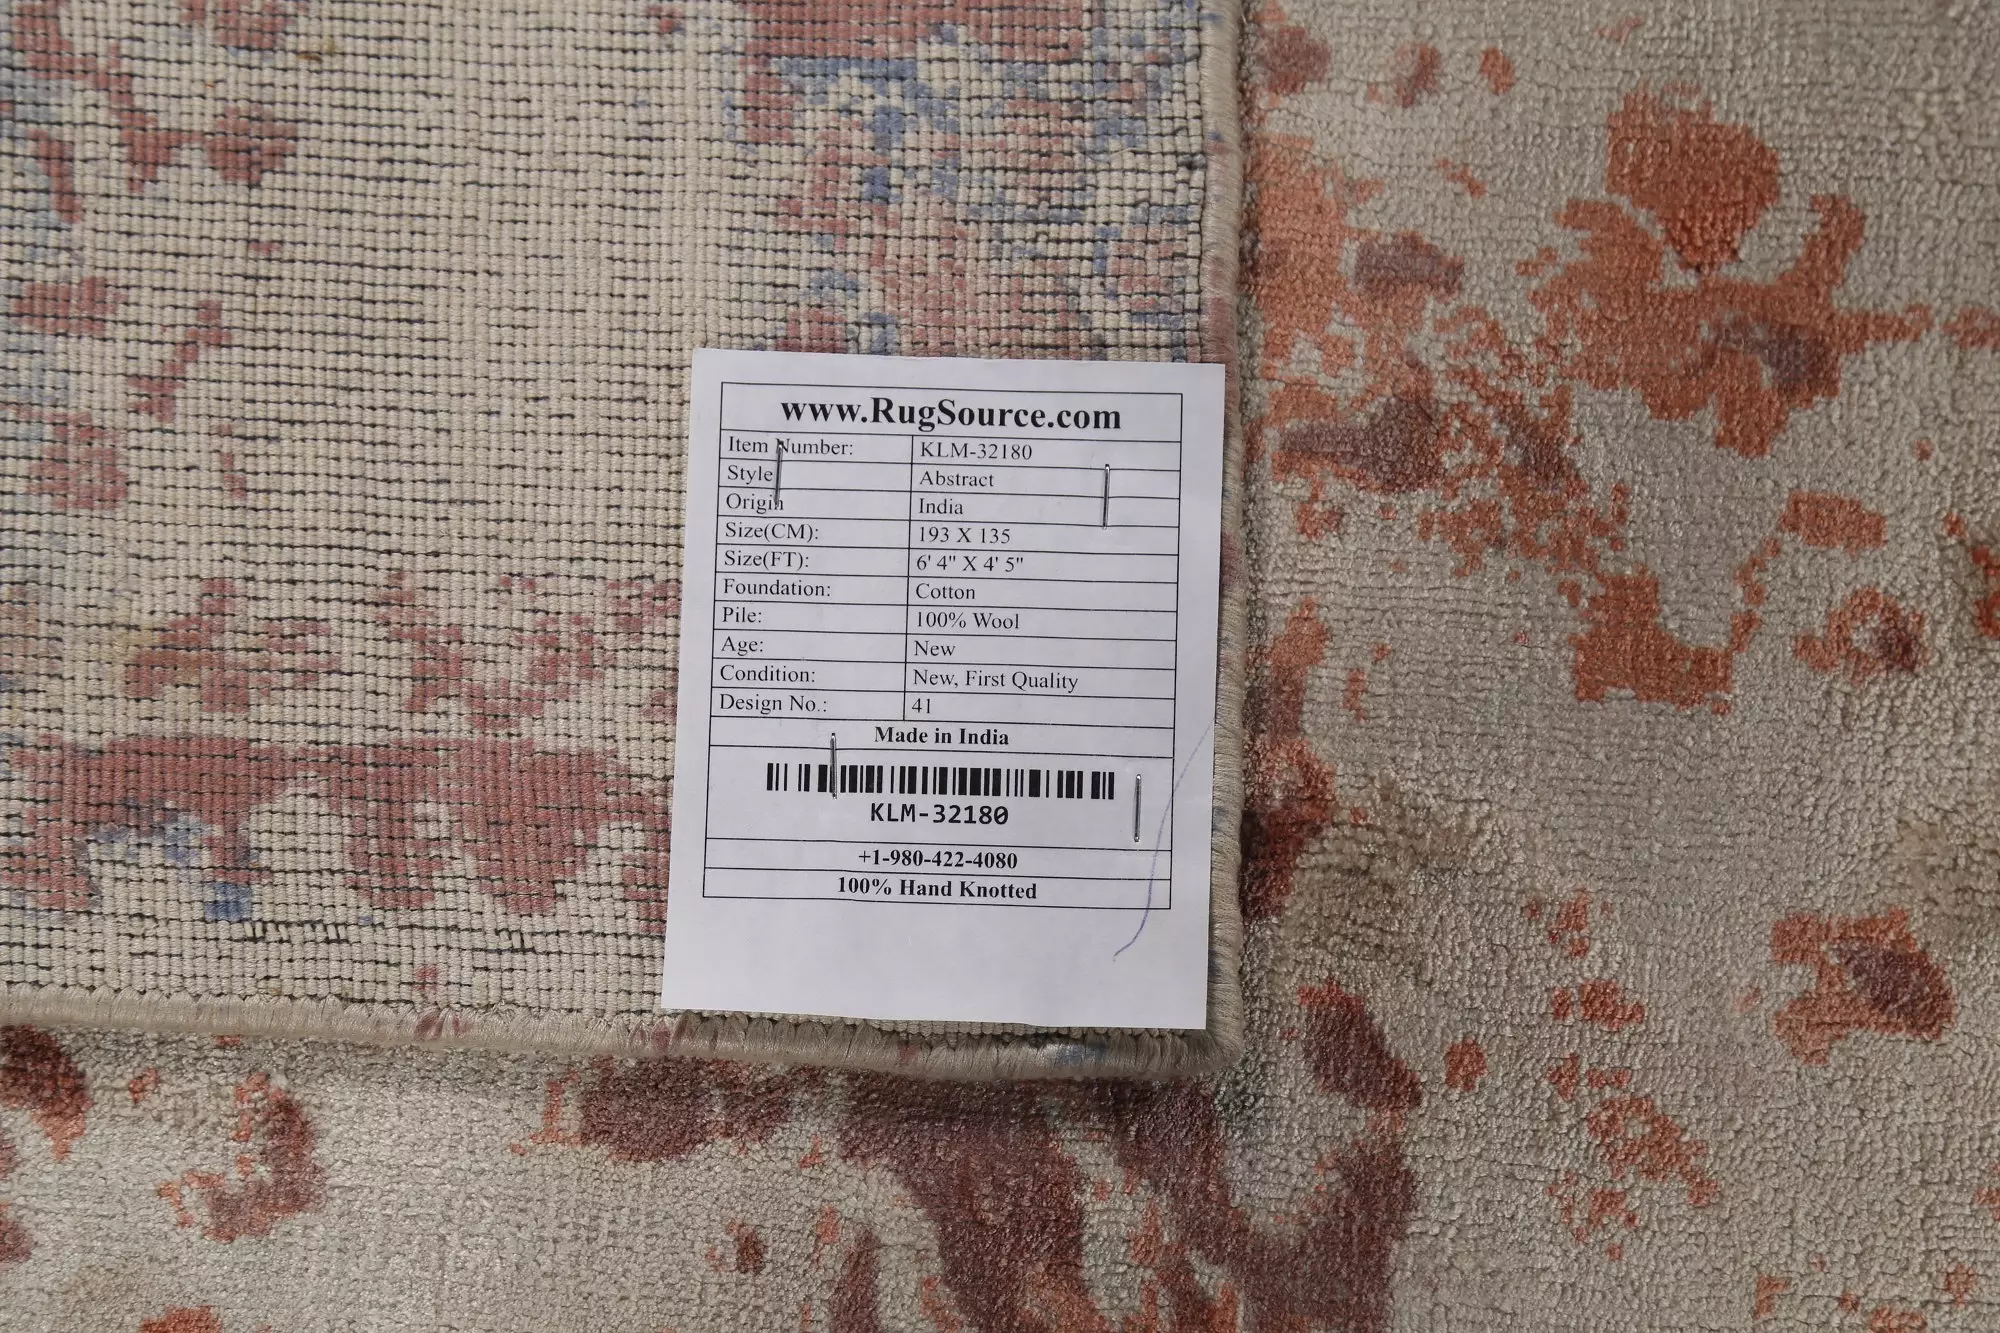 www.RugSource.com
Item Number: KLM-32180
Style Abstract
Origin India
Size(CM): 193 X 135
Size(FT): 6' 4" X 4' 5"
Foundation: Cotton
Pile: 100% Wool
Age: New
Condition: New, First Quality
Design No.: 41
Made in India
KLM-32180
+1-980-422-4080
100% Hand Knotted